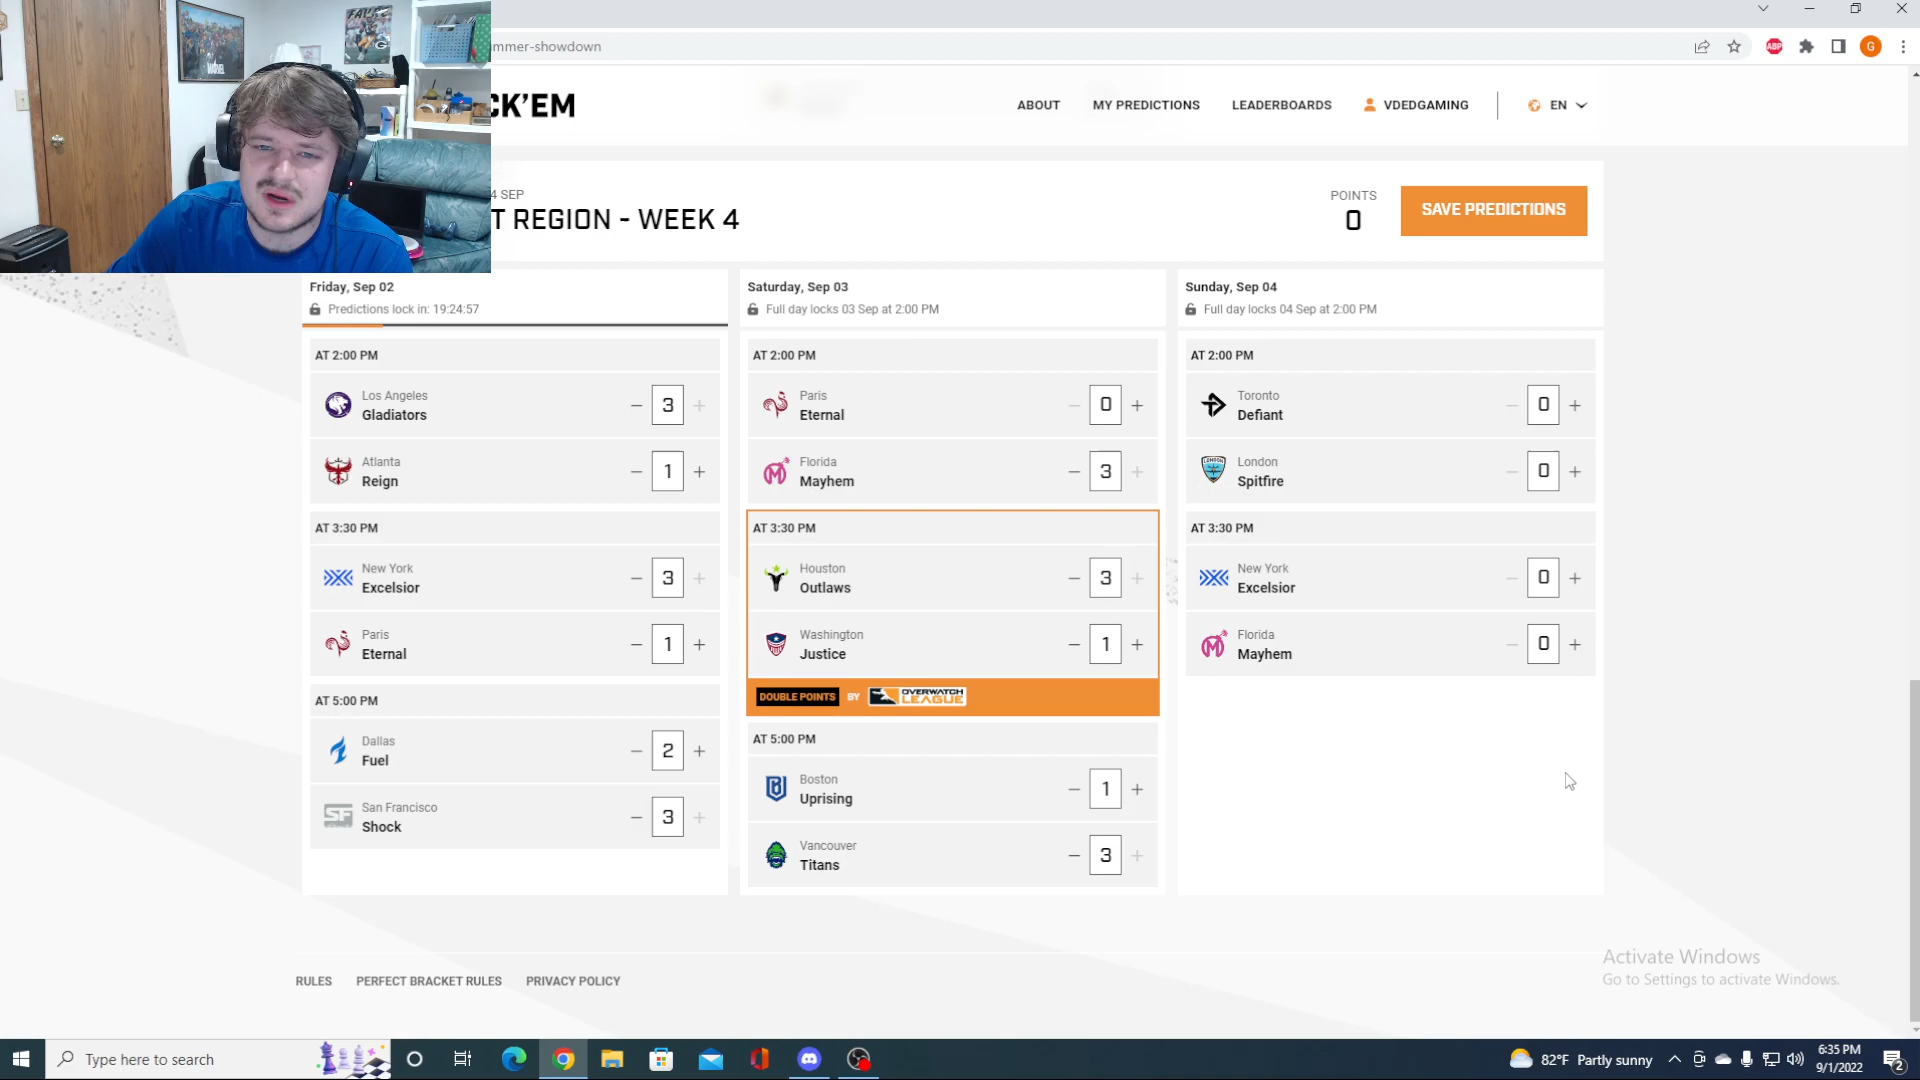 mmer-showdown
ABP
G
CK'EM
ABOUT
MY PREDICTIONS
LEADERBOARDS
VDEDGAMING
EN
4 SEP
T REGION - WEEK 4
POINTS
0
SAVE PREDICTIONS
Friday, Sep 02
Predictions lock in: 19:24:57
AT 2:00 PM
Los Angeles
Gladiators
3
Atlanta
Reign
1
AT 3:30 PM
New York
Excelsior
3
Paris
Eternal
1
AT 5:00 PM
Dallas
Fuel
2
San Francisco
Shock
3
Saturday, Sep 03
Full day locks 03 Sep at 2:00 PM
AT 2:00 PM
Paris
Eternal
0
Florida
Mayhem
3
AT 3:30 PM
Houston
Outlaws
3
Washington
Justice
1
DOUBLE POINTS BY OVERWATCH LEAGUE
AT 5:00 PM
Boston
Uprising
1
Vancouver
Titans
3
Sunday, Sep 04
Full day locks 04 Sep at 2:00 PM
AT 2:00 PM
Toronto
Defiant
0
London
Spitfire
0
AT 3:30 PM
New York
Excelsior
0
Florida
Mayhem
0
RULES
PERFECT BRACKET RULES
PRIVACY POLICY
Activate Windows
Go to Settings to activate Windows.
Type here to search
82°F Partly sunny
6:35 PM
9/1/2022
2